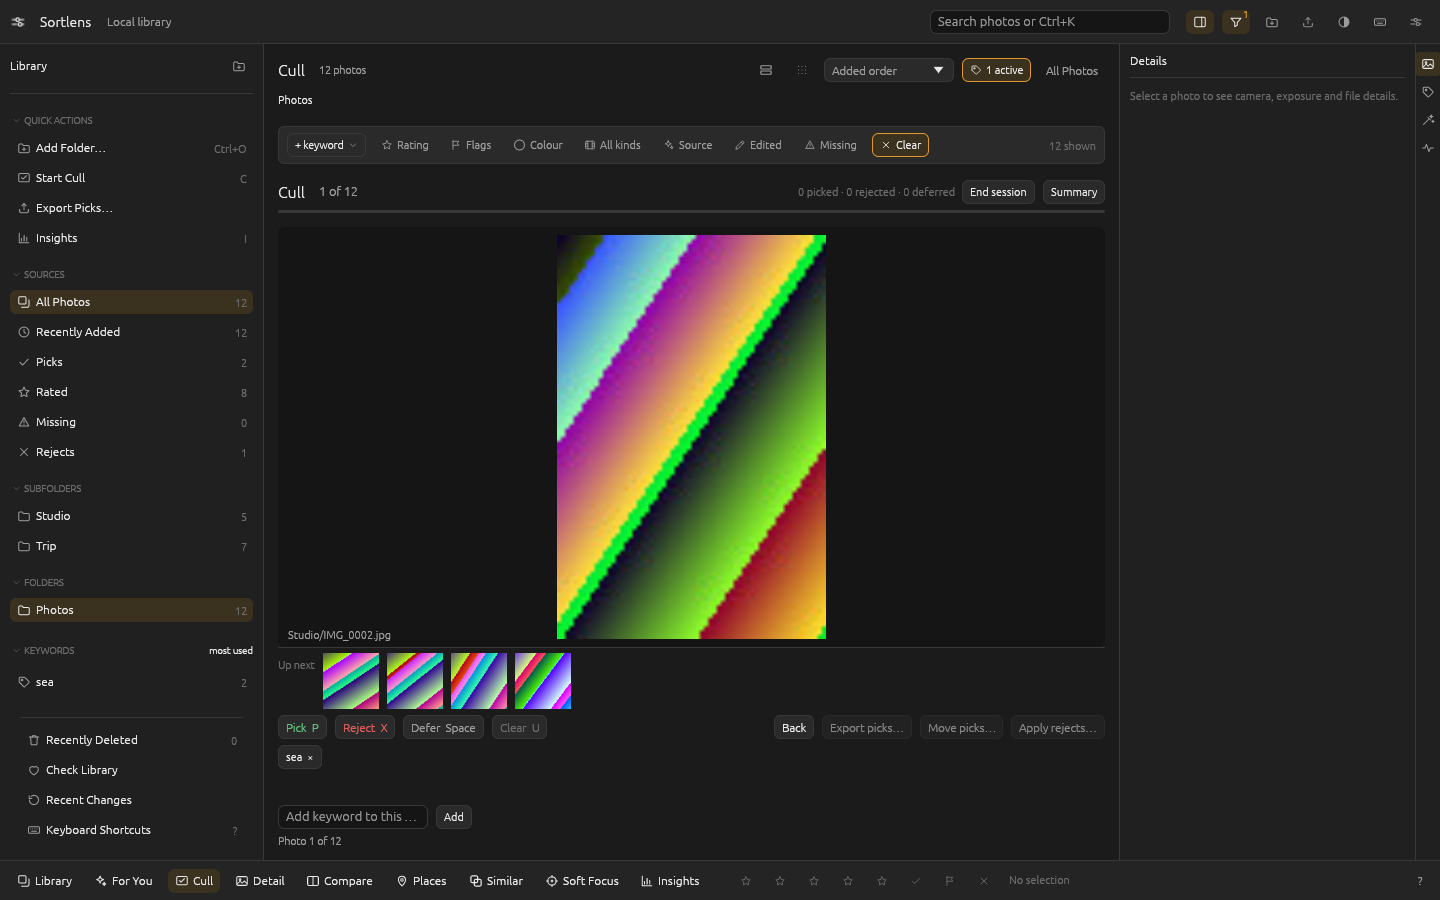 Sortlens
Local library
Search photos or Ctrl+K
Library
QUICK ACTIONS
Add Folder… Ctrl+O
Start Cull C
Export Picks…
Insights I
SOURCES
All Photos 12
Recently Added 12
Picks 2
Rated 8
Missing 0
Rejects 1
SUBFOLDERS
Studio 5
Trip 7
FOLDERS
Photos 12
KEYWORDS most used
sea 2
Recently Deleted 0
Check Library
Recent Changes
Keyboard Shortcuts ?
Cull 12 photos
Added order
1 active
All Photos
Photos
+ keyword
Rating
Flags
Colour
All kinds
Source
Edited
Missing
Clear
12 shown
Cull 1 of 12
0 picked · 0 rejected · 0 deferred
End session
Summary
Studio/IMG_0002.jpg
Up next
Pick P
Reject X
Defer Space
Clear U
Back
Export picks…
Move picks…
Apply rejects…
sea ×
Add keyword to this …
Add
Photo 1 of 12
Details
Select a photo to see camera, exposure and file details.
Library
For You
Cull
Detail
Compare
Places
Similar
Soft Focus
Insights
No selection
?